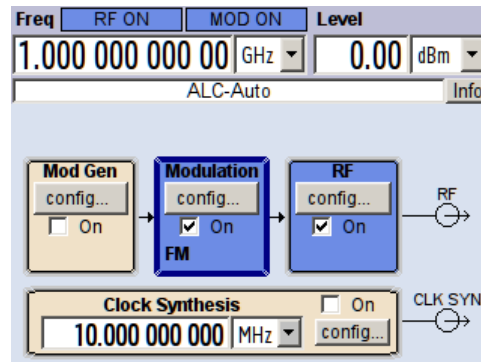 Freq RF ON MOD ON Level
1.000 000 000 00 GHz 0.00 dBm
ALC-Auto Info
Mod Gen Modulation RF
config... config... config... RF
On On On
FM
Clock Synthesis On CLK SYN
10.000 000 000 MHz config...